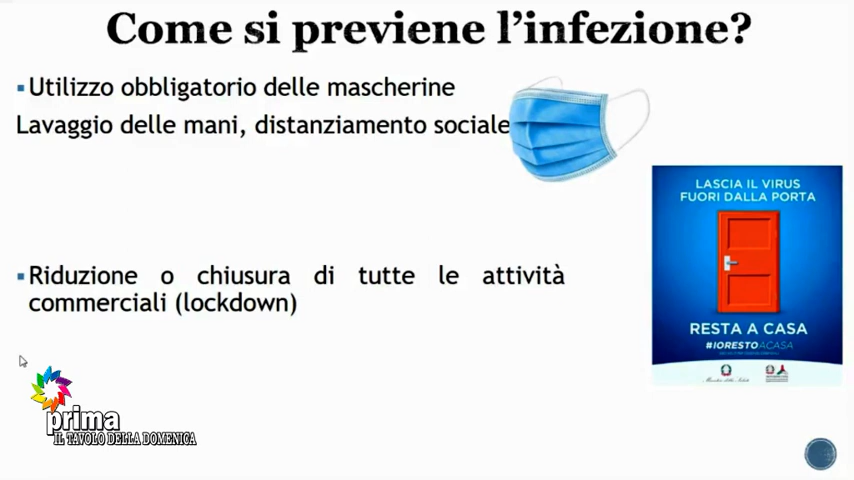 Come si previene l'infezione?
▪Utilizzo obbligatorio delle mascherine
Lavaggio delle mani, distanziamento sociale
LASCIA IL VIRUS
FUORI DALLA PORTA
▪Riduzione o chiusura di tutte le attività
commerciali (lockdown)
RESTA A CASA
#IORESTOACASA
prima
IL TAVOLO DELLA DOMENICA